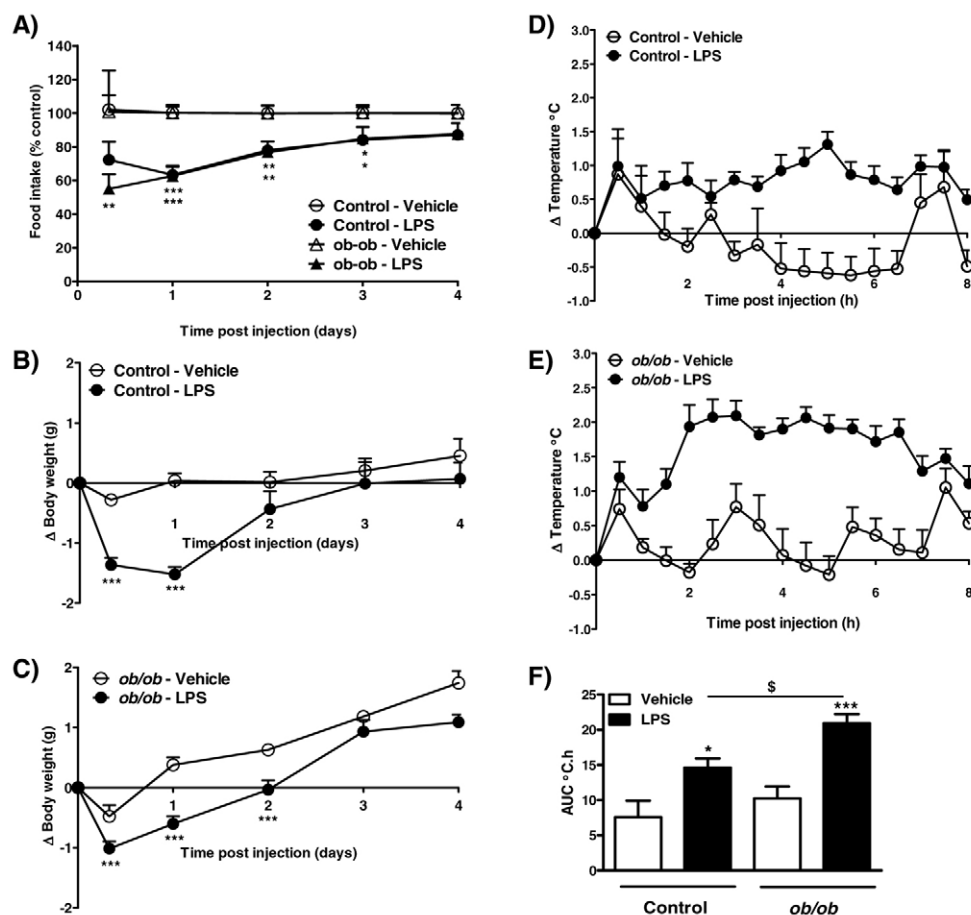 A)
140
120
100
80
60
40
20
0
Food intake (% control)
**
***
***
**
**
*
*
Control - Vehicle
Control - LPS
ob-ob - Vehicle
ob-ob - LPS
0 1 2 3 4
Time post injection (days)
B)
2
1
0
-1
-2
Δ Body weight (g)
Control - Vehicle
Control - LPS
1 2 3 4
Time post injection (days)
*** ***
C)
2
1
0
-1
-2
Δ Body weight (g)
ob/ob - Vehicle
ob/ob - LPS
1 2 3 4
***
***
***
Time post injection (days)
D)
3.0
2.5
2.0
1.5
1.0
0.5
0.0
-0.5
-1.0
Δ Temperature °C
Control - Vehicle
Control - LPS
2 4 6 8
Time post injection (h)
E)
3.0
2.5
2.0
1.5
1.0
0.5
0.0
-0.5
-1.0
Δ Temperature °C
ob/ob - Vehicle
ob/ob - LPS
2 4 6 8
Time post injection (h)
F)
25
20
15
10
5
0
AUC °C.h
Vehicle
LPS
$
*
***
Control ob/ob